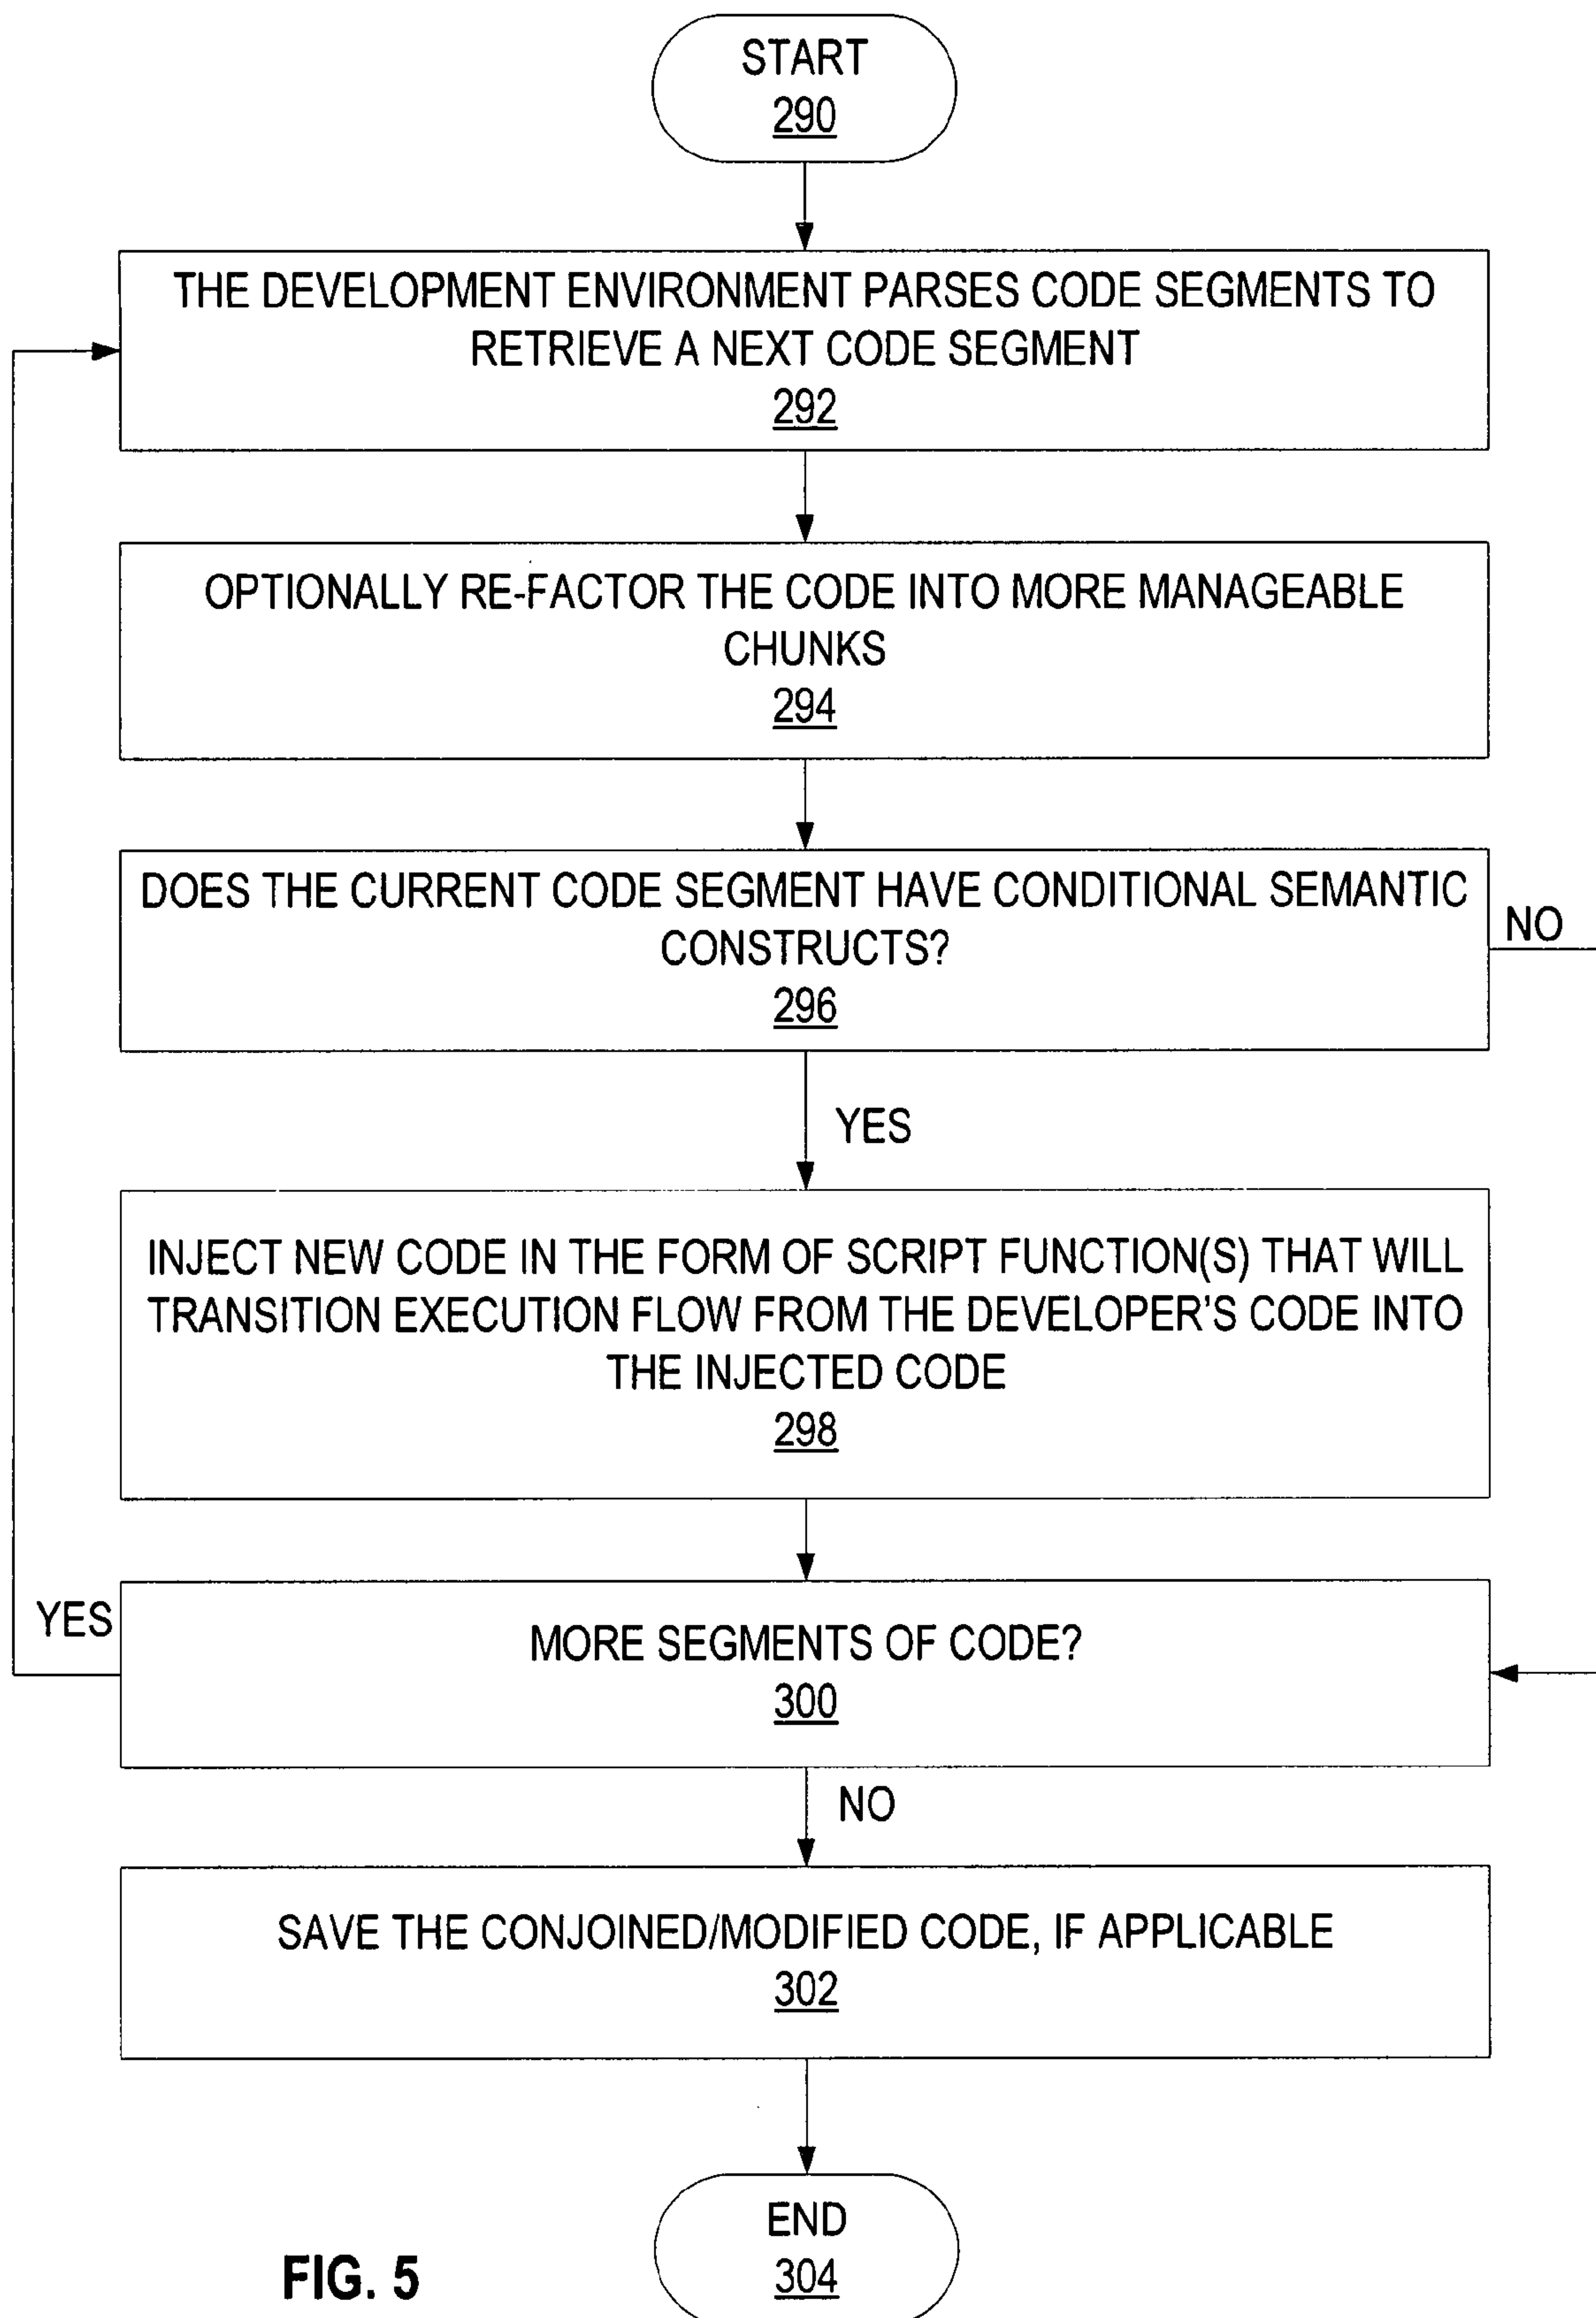 START
290
THE DEVELOPMENT ENVIRONMENT PARSES CODE SEGMENTS TO
RETRIEVE A NEXT CODE SEGMENT
292
OPTIONALLY RE-FACTOR THE CODE INTO MORE MANAGEABLE
CHUNKS
294
DOES THE CURRENT CODE SEGMENT HAVE CONDITIONAL SEMANTIC
CONSTRUCTS?
296
NO
YES
INJECT NEW CODE IN THE FORM OF SCRIPT FUNCTION(S) THAT WILL
TRANSITION EXECUTION FLOW FROM THE DEVELOPER'S CODE INTO
THE INJECTED CODE
298
YES
MORE SEGMENTS OF CODE?
300
NO
SAVE THE CONJOINED/MODIFIED CODE, IF APPLICABLE
302
END
304
FIG. 5